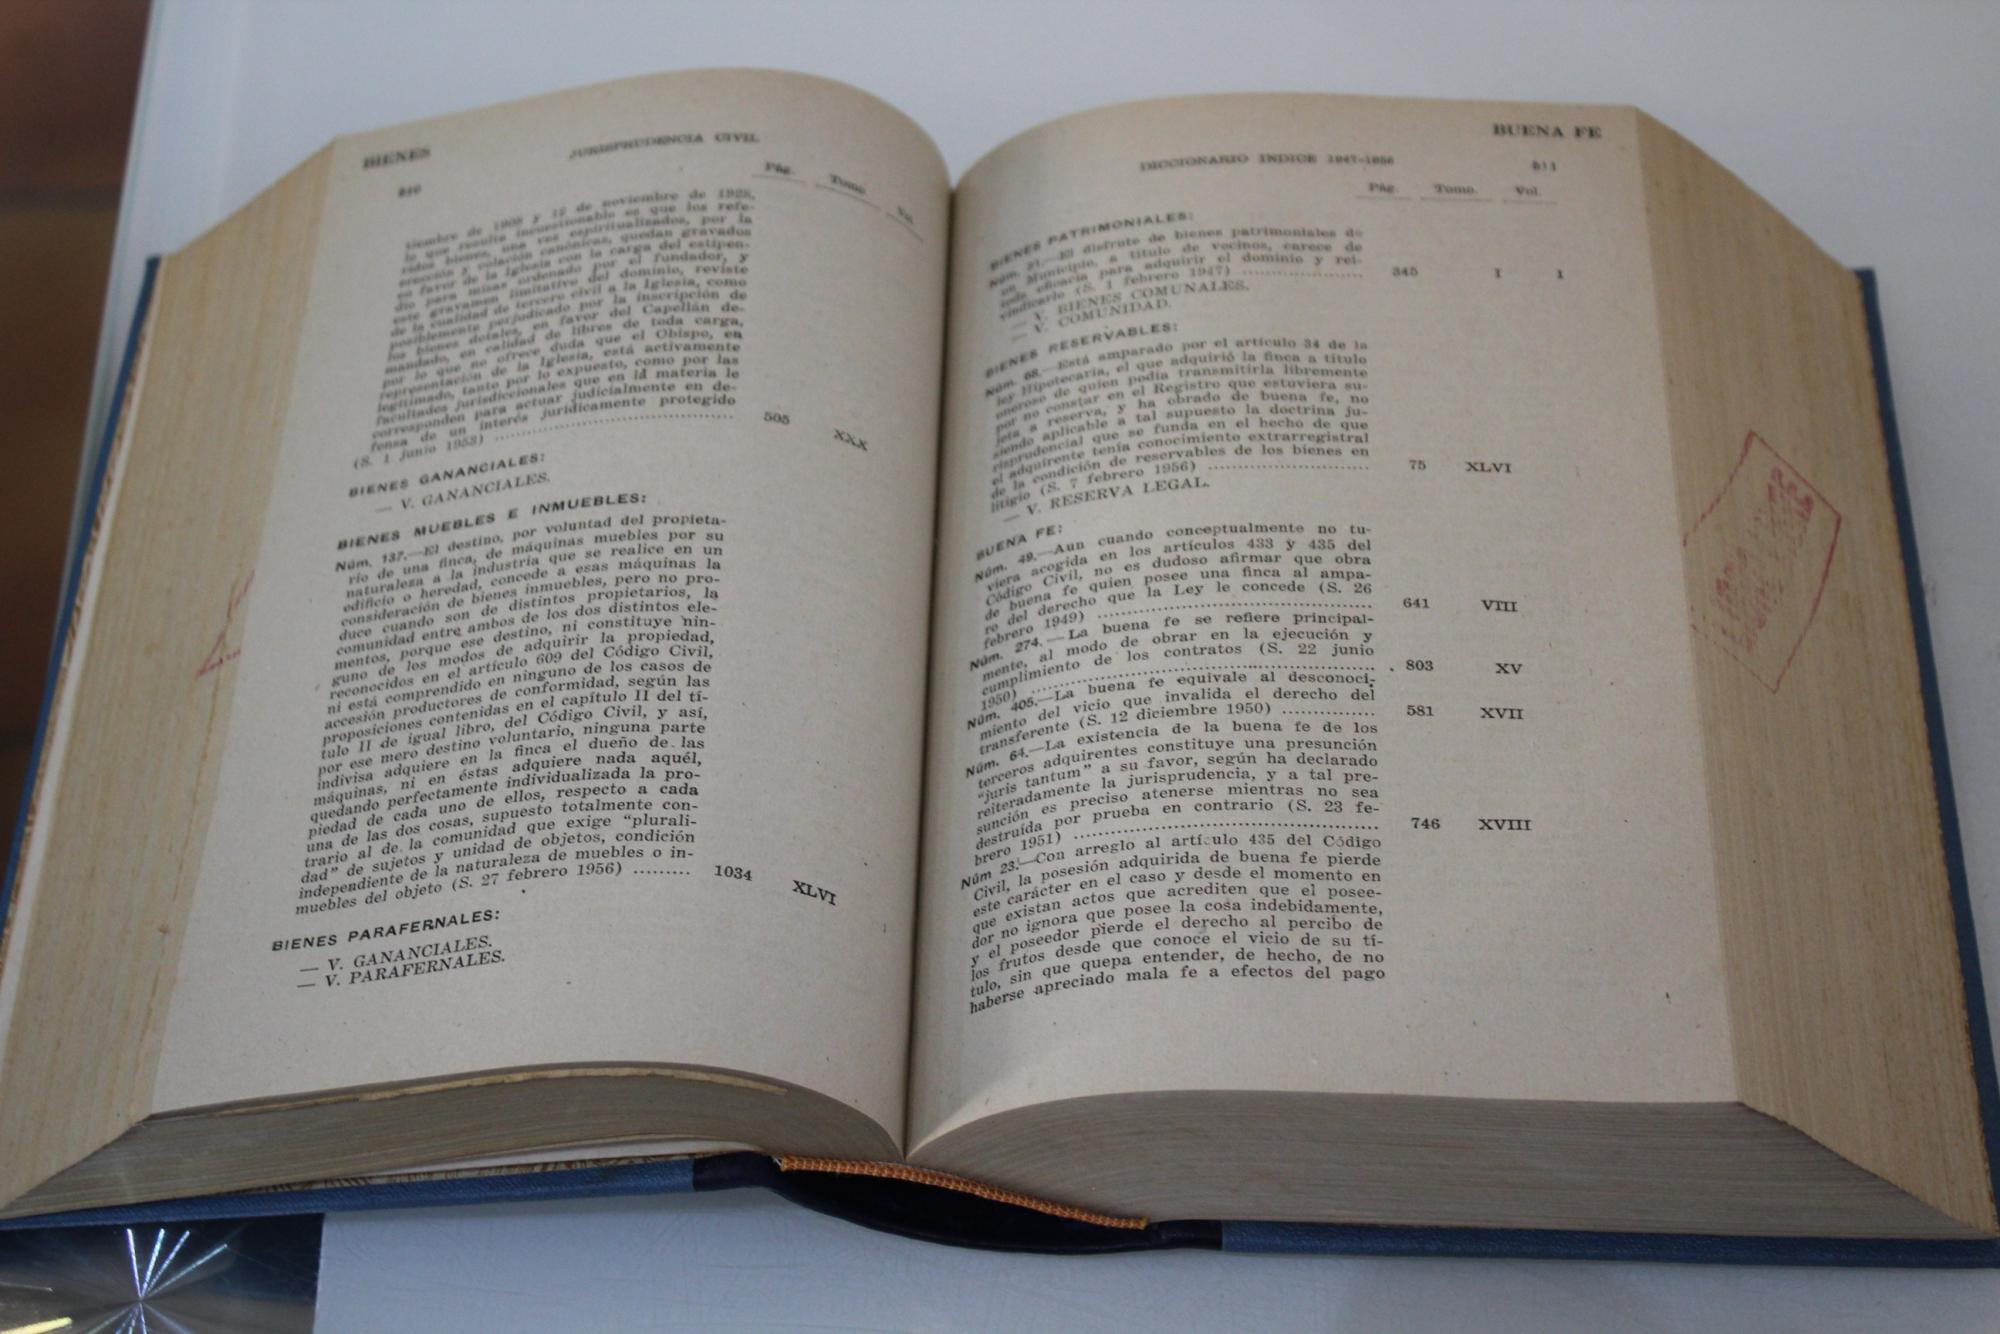 BIENES
JURISPRUDENCIA CIVIL
810
Pág. Tomo. Vol.
tiembre de 1908 y 12 de noviembre de 1928,
lo que resulta incuestionable es que los refe-
ridos bienes, una vez espiritualizados, por la
erección y colación canónicas, quedan gravados
en favor de la Iglesia con la carga del estipen-
dio para misas ordenado por el fundador, y
este gravamen limitativo del dominio, reviste
de la cualidad de tercero civil a la Iglesia, como
posiblemente perjudicado por la inscripción de
los bienes dotales, en favor del Capellán de-
mandado, en calidad de libres de toda carga,
por lo que no ofrece duda que el Obispo, en
representación de la Iglesia, está activamente
legitimado, tanto por lo expuesto, como por las
facultades jurisdiccionales que en la materia le
corresponden para actuar judicialmente en de-
fensa de un interés jurídicamente protegido
(S. 1 junio 1953) .................... 505 XXX
BIENES GANANCIALES:
— V. GANANCIALES.
BIENES MUEBLES E INMUEBLES:
Núm. 137.—El destino, por voluntad del propieta-
rio de una finca, de máquinas muebles por su
naturaleza a la industria que se realice en un
edificio o heredad, concede a esas máquinas la
consideración de bienes inmuebles, pero no pro-
duce cuando son de distintos propietarios, la
comunidad entre ambos de los dos distintos ele-
mentos, porque ese destino, ni constituye nin-
guno de los modos de adquirir la propiedad,
reconocidos en el artículo 609 del Código Civil,
ni está comprendido en ninguno de los casos de
accesión productores de conformidad, según las
proposiciones contenidas en el capítulo II del tí-
tulo II de igual libro, del Código Civil, y así,
por ese mero destino voluntario, ninguna parte
indivisa adquiere en la finca el dueño de las
máquinas, ni en éstas adquiere nada aquél,
quedando perfectamente individualizada la pro-
piedad de cada uno de ellos, respecto a cada
una de las dos cosas, supuesto totalmente con-
trario al de la comunidad que exige "plurali-
dad" de sujetos y unidad de objetos, condición
independiente de la naturaleza de muebles o in-
muebles del objeto (S. 27 febrero 1956) ......... 1034 XLVI
BIENES PARAFERNALES:
— V. GANANCIALES.
— V. PARAFERNALES.
BUENA FE
DICCIONARIO INDICE 1947-1956
811
Pág. Tomo. Vol.
BIENES PATRIMONIALES:
Núm. 21.—El disfrute de bienes patrimoniales de
un Municipio, a título de vecinos, carece de
toda eficacia para adquirir el dominio y rei-
vindicarlo (S. 1 febrero 1947) .................... 345 I 1
— V. BIENES COMUNALES.
— V. COMUNIDAD.
BIENES RESERVABLES:
Núm. 68.—Está amparado por el artículo 34 de la
ley Hipotecaria, el que adquirió la finca a título
oneroso de quien podía transmitirla libremente
por no constar en el Registro que estuviera su-
jeta a reserva, y ha obrado de buena fe, no
siendo aplicable a tal supuesto la doctrina ju-
risprudencial que se funda en el hecho de que
el adquirente tenía conocimiento extrarregistral
de la condición de reservables de los bienes en
litigio (S. 7 febrero 1956) .................... 75 XLVI
— V. RESERVA LEGAL.
BUENA FE:
Núm. 49.—Aun cuando conceptualmente no tu-
viera acogida en los artículos 433 y 435 del
Código Civil, no es dudoso afirmar que obra
de buena fe quien posee una finca al ampa-
ro del derecho que la Ley le concede (S. 26
febrero 1949) .................... 641 VIII
Núm. 274.—La buena fe se refiere principal-
mente, al modo de obrar en la ejecución y
cumplimiento de los contratos (S. 22 junio
1950) .................... 803 XV
Núm. 405.—La buena fe equivale al desconoci-
miento del vicio que invalida el derecho del
transferente (S. 12 diciembre 1950) ............... 581 XVII
Núm. 64.—La existencia de la buena fe de los
terceros adquirentes constituye una presunción
"juris tantum" a su favor, según ha declarado
reiteradamente la jurisprudencia, y a tal pre-
sunción es preciso atenerse mientras no sea
destruída por prueba en contrario (S. 23 fe-
brero 1951) .................... 746 XVIII
Núm 23.—Con arreglo al artículo 435 del Código
Civil, la posesión adquirida de buena fe pierde
este carácter en el caso y desde el momento en
que existan actos que acrediten que el posee-
dor no ignora que posee la cosa indebidamente,
y el poseedor pierde el derecho al percibo de
los frutos desde que conoce el vicio de su tí-
tulo, sin que quepa entender, de hecho, de no
haberse apreciado mala fe a efectos del pago